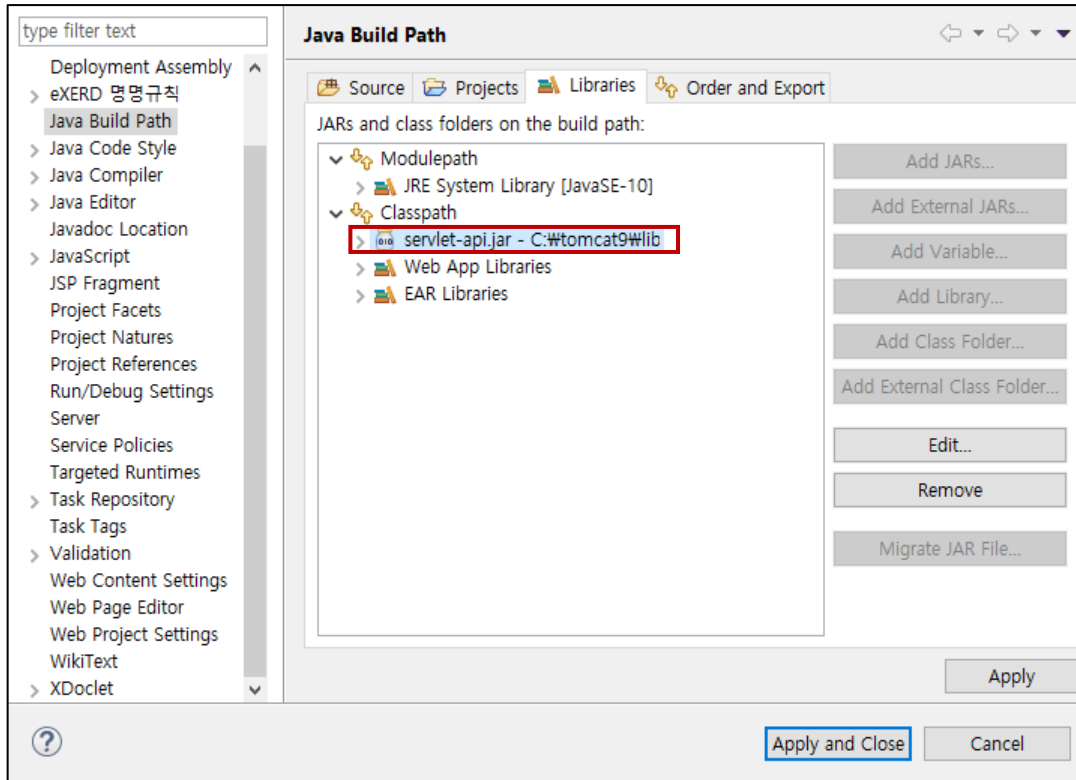 type filter text
Deployment Assembly
eXERD 명명규칙
Java Build Path
Java Code Style
Java Compiler
Java Editor
Javadoc Location
JavaScript
JSP Fragment
Project Facets
Project Natures
Project References
Run/Debug Settings
Server
Service Policies
Targeted Runtimes
Task Repository
Task Tags
Validation
Web Content Settings
Web Page Editor
Web Project Settings
WikiText
XDoclet
Java Build Path
Source Projects Libraries Order and Export
JARs and class folders on the build path:
Modulepath
JRE System Library [JavaSE-10]
Classpath
servlet-api.jar - C:₩tomcat9₩lib
Web App Libraries
EAR Libraries
Add JARs...
Add External JARs...
Add Variable...
Add Library...
Add Class Folder...
Add External Class Folder...
Edit...
Remove
Migrate JAR File...
Apply
? Apply and Close Cancel